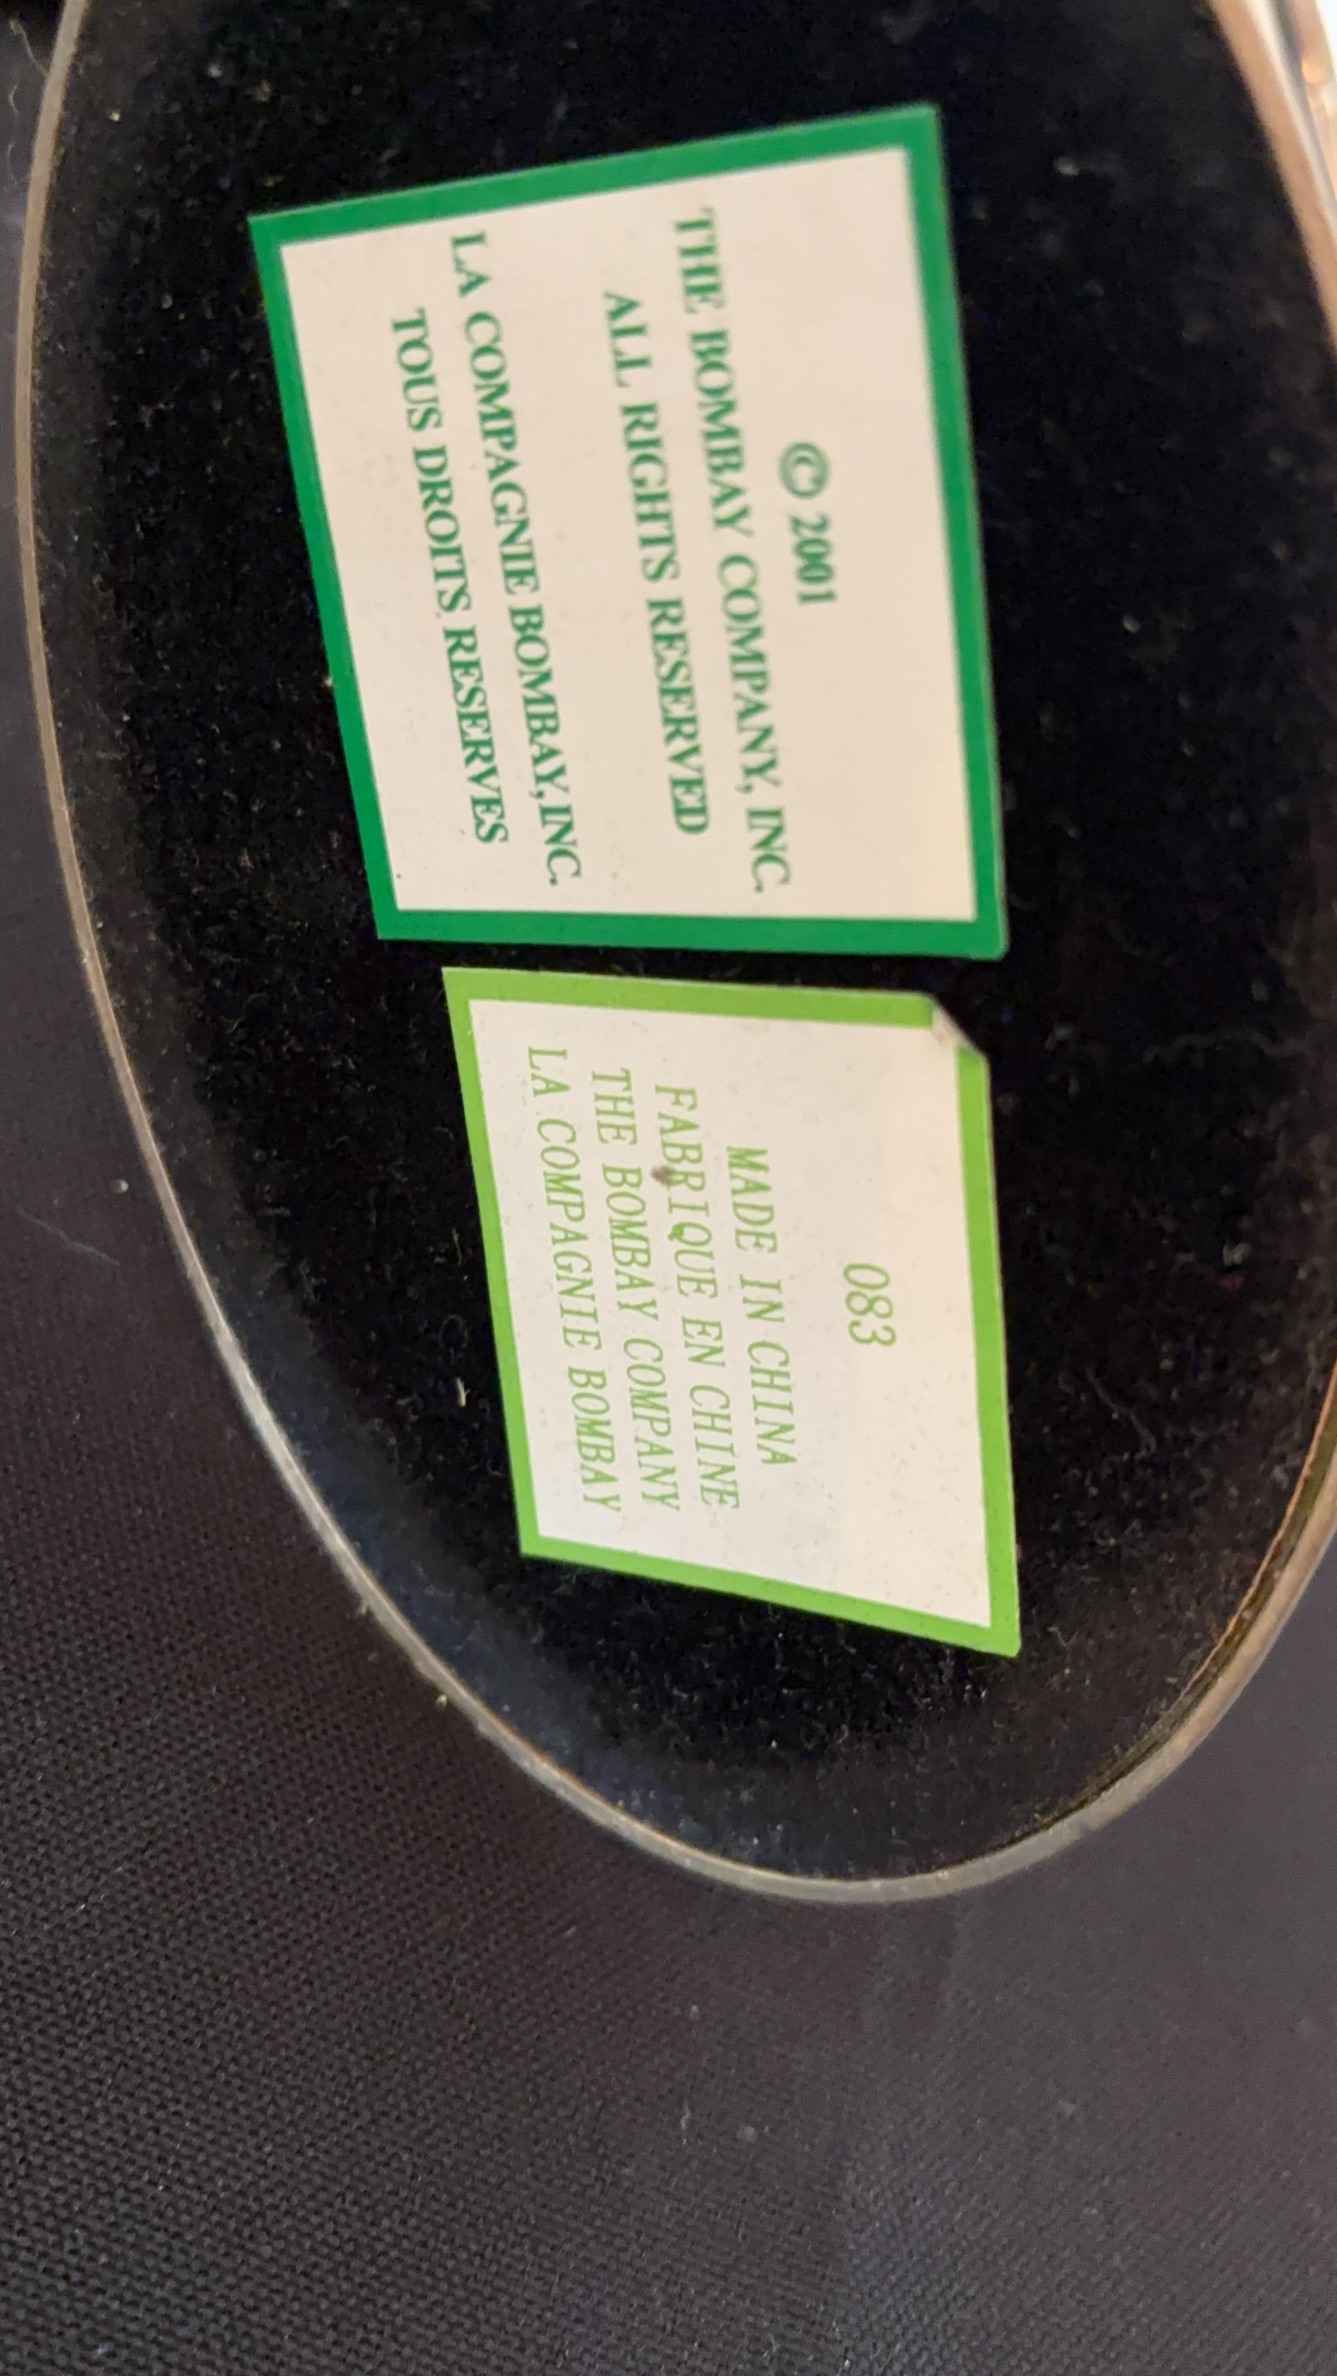 © 2001
THE BOMBAY COMPANY, INC.
ALL RIGHTS RESERVED
LA COMPAGNIE BOMBAY, INC.
TOUS DROITS RESERVES
083
MADE IN CHINA
FABRIQUE EN CHINE
THE BOMBAY COMPANY
LA COMPAGNIE BOMBAY